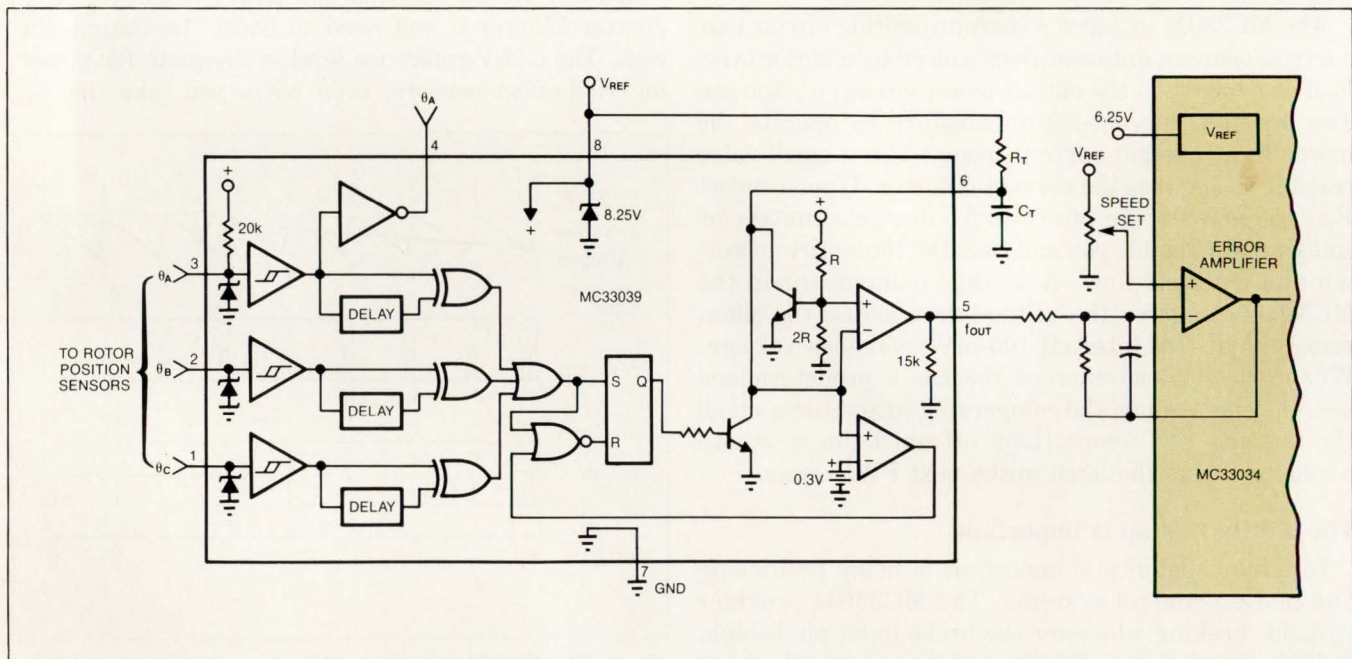 θA
VREF
4
8
8.25V
6
RT
CT
6.25V
VREF
VREF
SPEED
SET
ERROR
AMPLIFIER
+
20k
θA
3
DELAY
MC33039
+
+
R
2R
+
−
5
fOUT
15k
+
−
TO ROTOR
POSITION
SENSORS
θB
2
DELAY
S
Q
R
+
−
0.3V
+
θC
1
DELAY
MC33034
7
GND